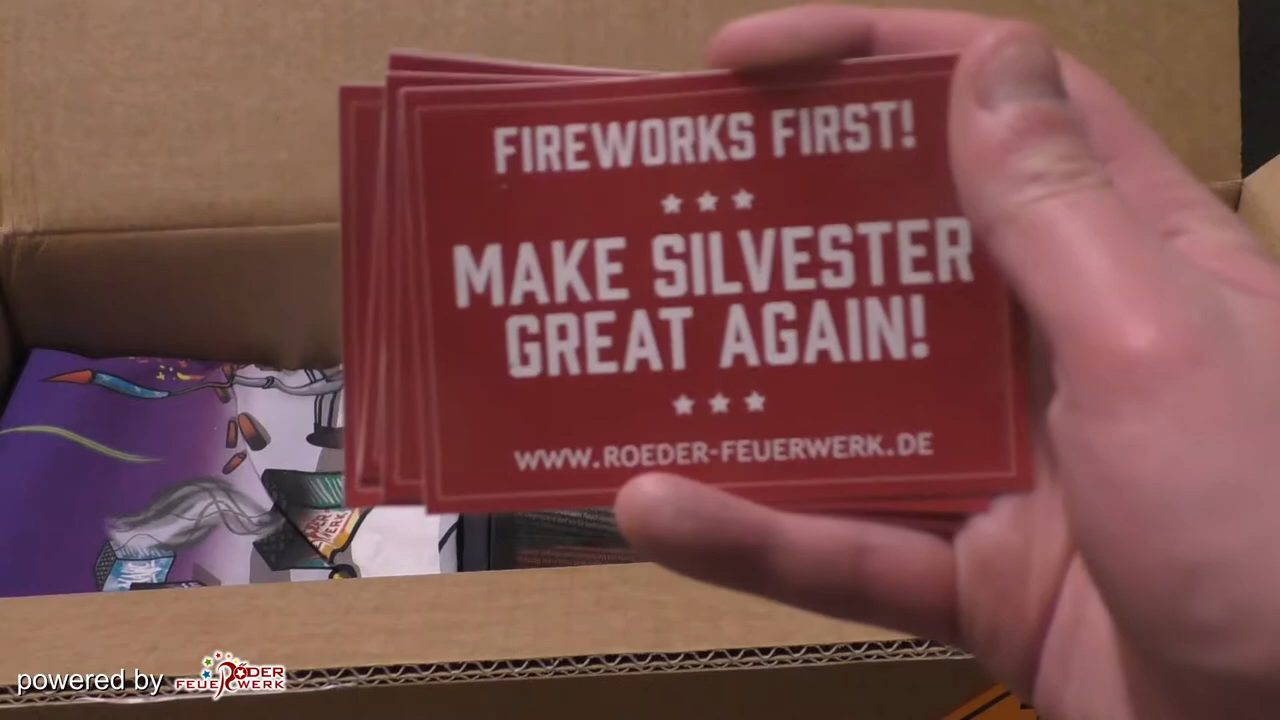 FIREWORKS FIRST!
MAKE SILVESTER
GREAT AGAIN!
WWW.ROEDER-FEUERWERK.DE
powered by
RÖDER
FEUERWERK